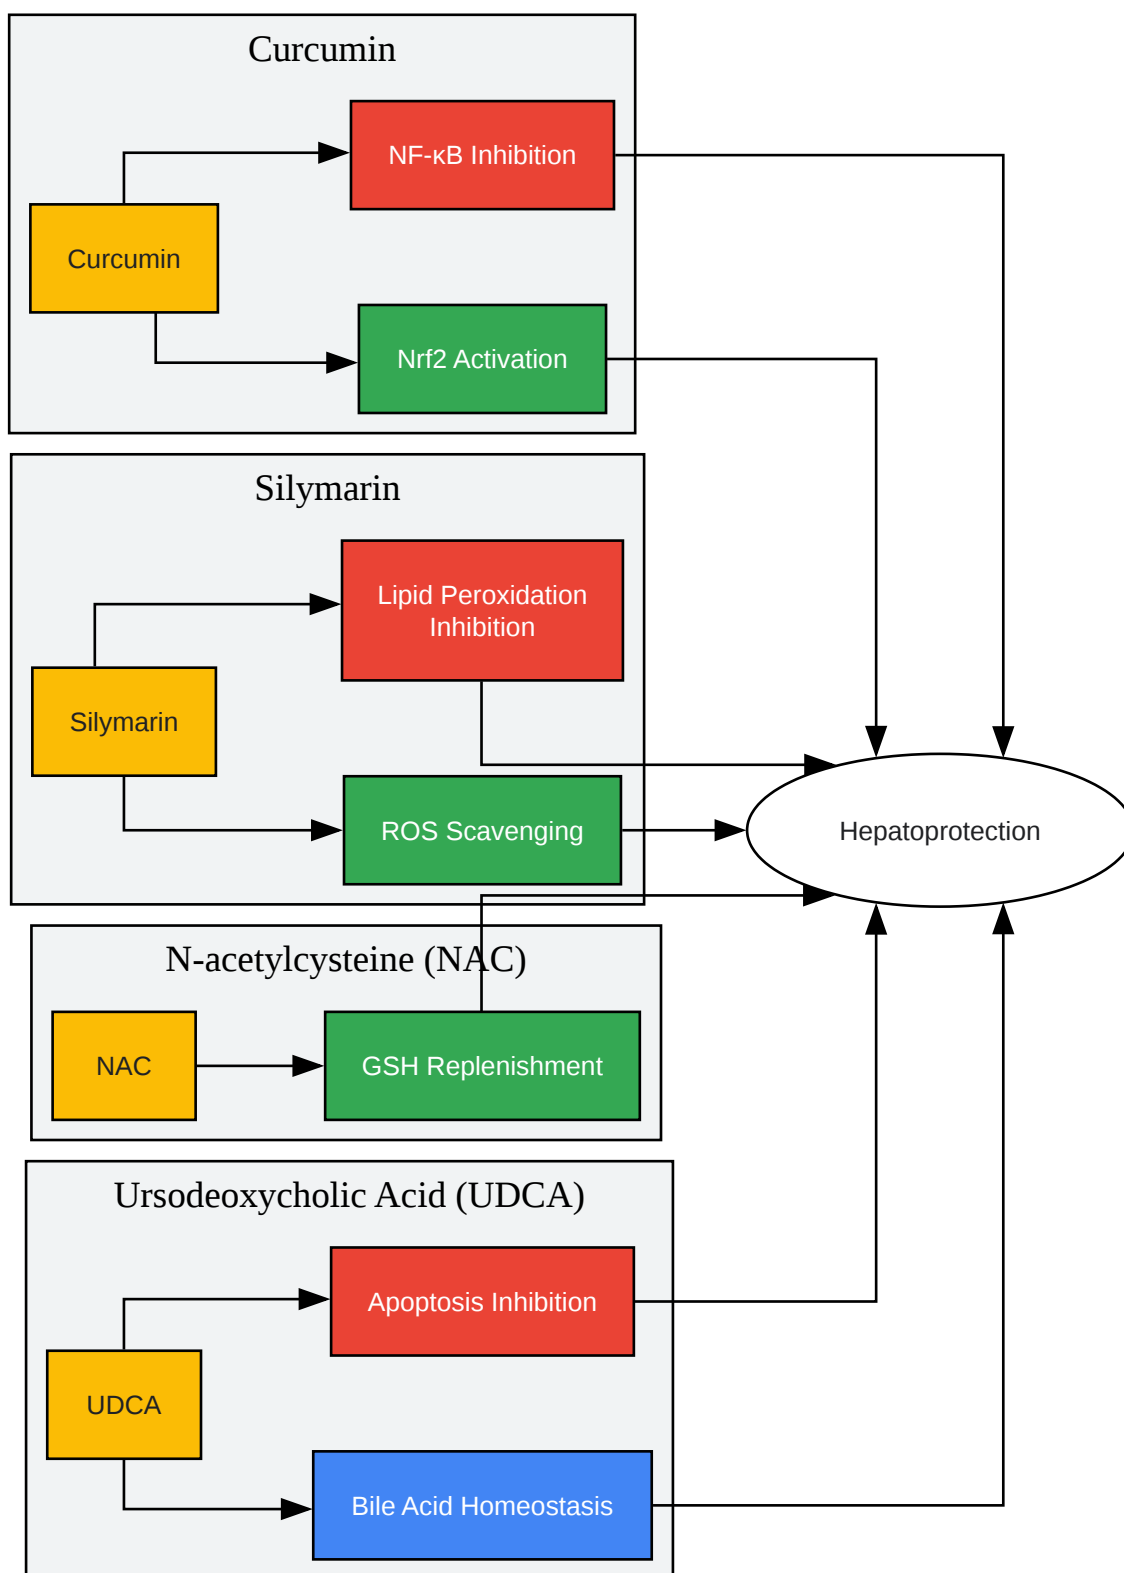 Curcumin
NF-κB Inhibition
Curcumin
Nrf2 Activation
Silymarin
Lipid Peroxidation
Inhibition
Silymarin
ROS Scavenging
Hepatoprotection
N-acetylcysteine (NAC)
NAC
GSH Replenishment
Ursodeoxycholic Acid (UDCA)
Apoptosis Inhibition
UDCA
Bile Acid Homeostasis